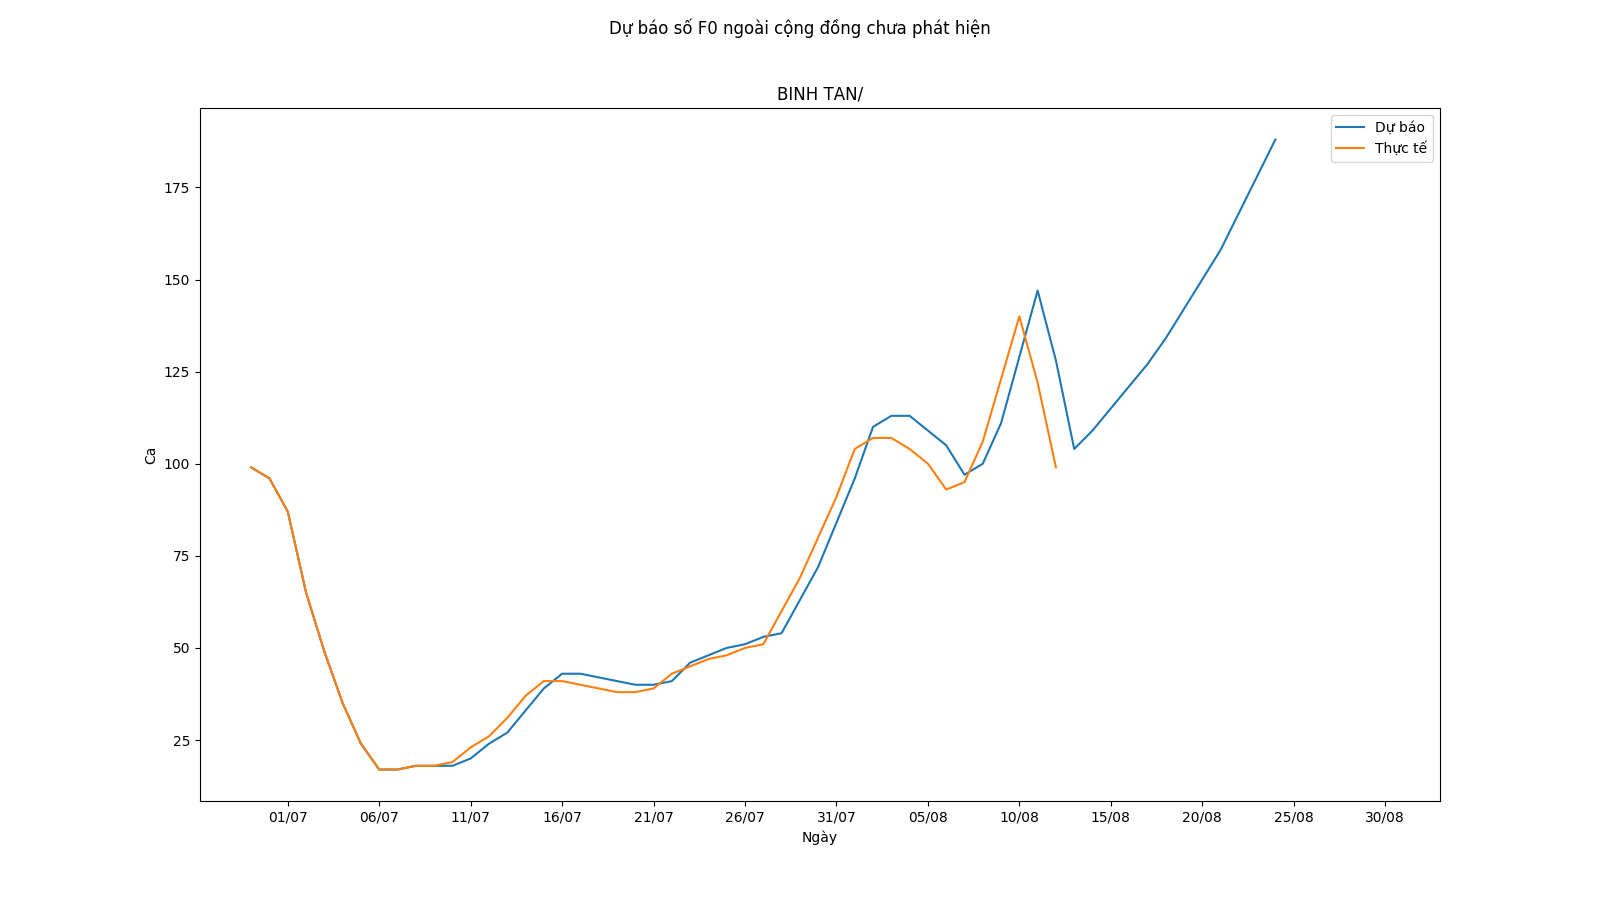 Dự báo số F0 ngoài cộng đồng chưa phát hiện
BINH TAN/
Dự báo
Thực tế
175
150
125
100
75
50
25
Ca
01/07 06/07 11/07 16/07 21/07 26/07 31/07 05/08 10/08 15/08 20/08 25/08 30/08
Ngày